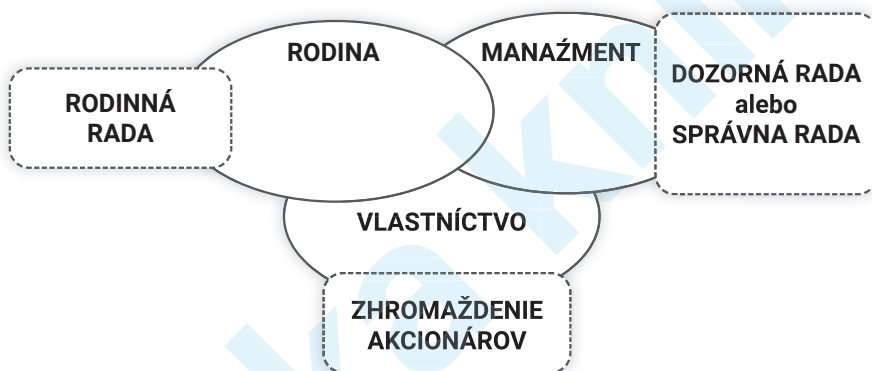 RODINA
MANAŹMENT
RODINNÁ
RADA
DOZORNÁ RADA
alebo
SPRÁVNA RADA
VLASTNÍCTVO
ZHROMAŽDENIE
AKCIONÁROV